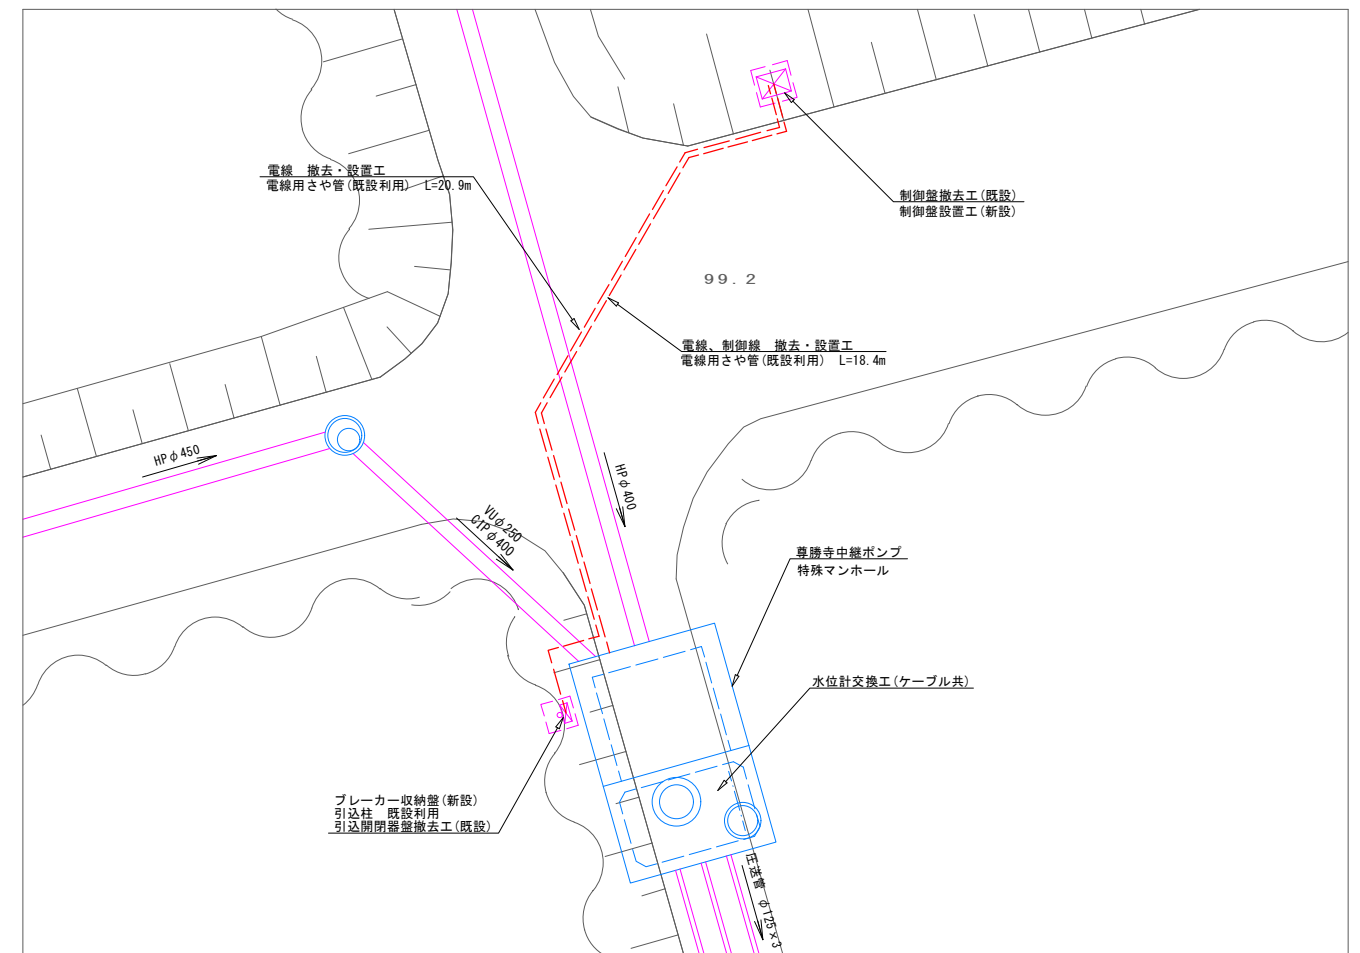 電線　撤去・設置工
電線用さや管(既設利用)　L=20.9m
制御盤撤去工(既設)
制御盤設置工(新設)
99.2
電線、制御線　撤去・設置工
電線用さや管(既設利用)　L=18.4m
HPφ450
HPφ400
VUφ250
CIPφ400
尊勝寺中継ポンプ
特殊マンホール
水位計交換工(ケーブル共)
ブレーカー収納盤(新設)
引込柱　既設利用
引込開閉器盤撤去工(既設)
圧送管　φ125×3